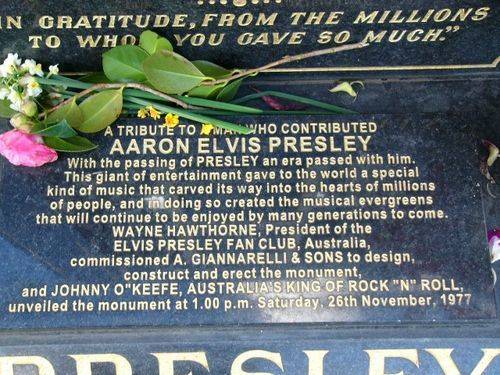 IN GRATITUDE, FROM THE MILLIONS
TO WHOM YOU GAVE SO MUCH."
A TRIBUTE TO A MAN WHO CONTRIBUTED
AARON ELVIS PRESLEY
With the passing of PRESLEY an era passed with him.
This giant of entertainment gave to the world a special
kind of music that carved its way into the hearts of millions
of people, and in doing so created the musical evergreens
that will continue to be enjoyed by many generations to come.
WAYNE HAWTHORNE, President of the
ELVIS PRESLEY FAN CLUB, Australia,
commissioned A. GIANNARELLI & SONS to design,
construct and erect the monument,
and JOHNNY O"KEEFE, AUSTRALIA'S KING OF ROCK "N" ROLL,
unveiled the monument at 1.00 p.m. Saturday, 26th November, 1977
PRESLEY